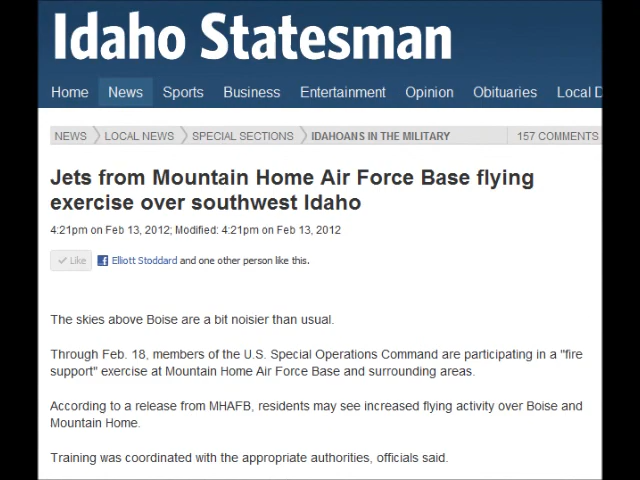 Idaho Statesman
Home News Sports Business Entertainment Opinion Obituaries Local
NEWS LOCAL NEWS SPECIAL SECTIONS IDAHOANS IN THE MILITARY 157 COMMENTS
Jets from Mountain Home Air Force Base flying
exercise over southwest Idaho
4:21pm on Feb 13, 2012; Modified: 4:21pm on Feb 13, 2012
Like Elliott Stoddard and one other person like this.
The skies above Boise are a bit noisier than usual.
Through Feb. 18, members of the U.S. Special Operations Command are participating in a "fire
support" exercise at Mountain Home Air Force Base and surrounding areas.
According to a release from MHAFB, residents may see increased flying activity over Boise and
Mountain Home.
Training was coordinated with the appropriate authorities, officials said.